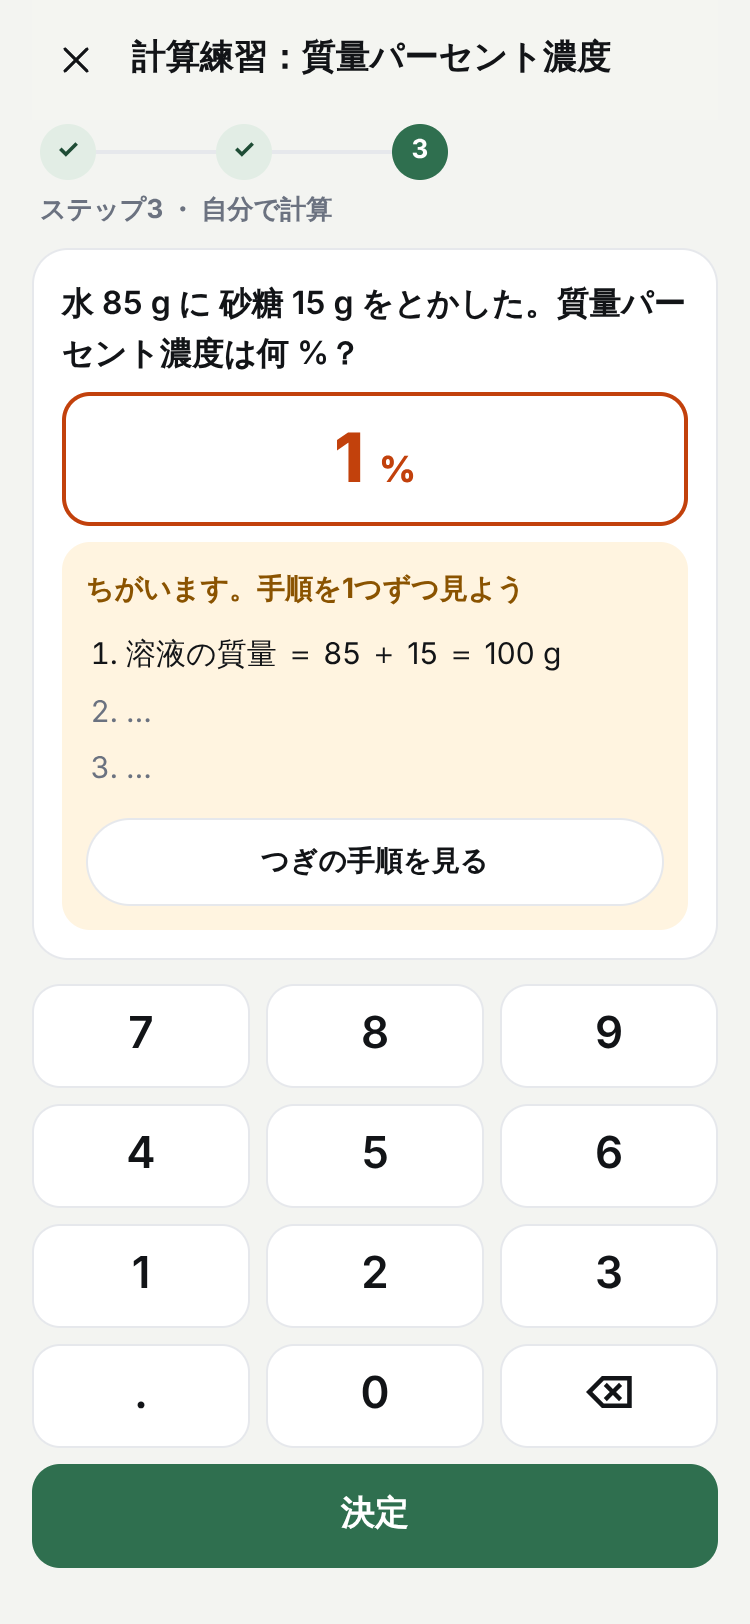 計算練習：質量パーセント濃度
3
ステップ3 ・ 自分で計算
水 85 g に 砂糖 15 g をとかした。質量パー
セント濃度は何 %？
1 %
ちがいます。手順を1つずつ見よう
1. 溶液の質量 ＝ 85 ＋ 15 ＝ 100 g
2. ...
3. ...
つぎの手順を見る
7 8 9
4 5 6
1 2 3
. 0
決定